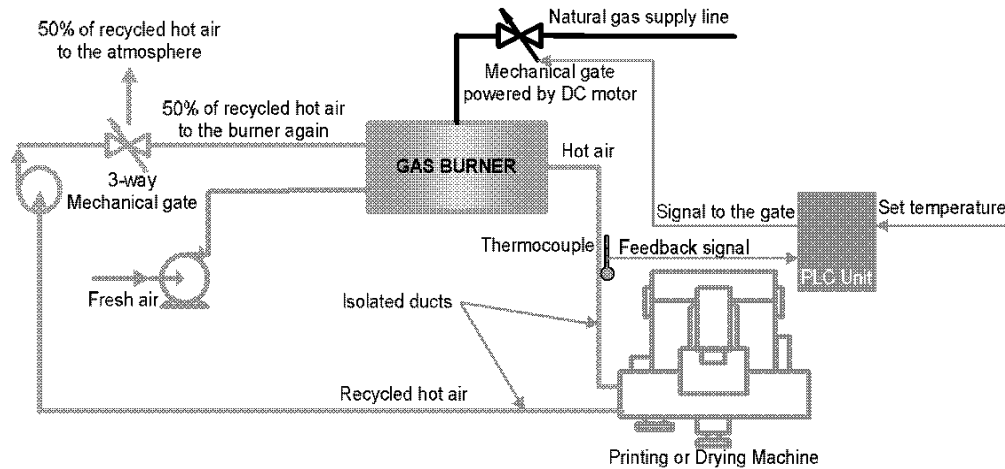 50% of recycled hot air
to the atmosphere
Natural gas supply line
Mechanical gate
powered by DC motor
50% of recycled hot air
to the burner again
GAS BURNER
Hot air
3-way
Mechanical gate
Signal to the gate
Set temperature
Thermocouple
Feedback signal
PLC Unit
Fresh air
Isolated ducts
Recycled hot air
Printing or Drying Machine